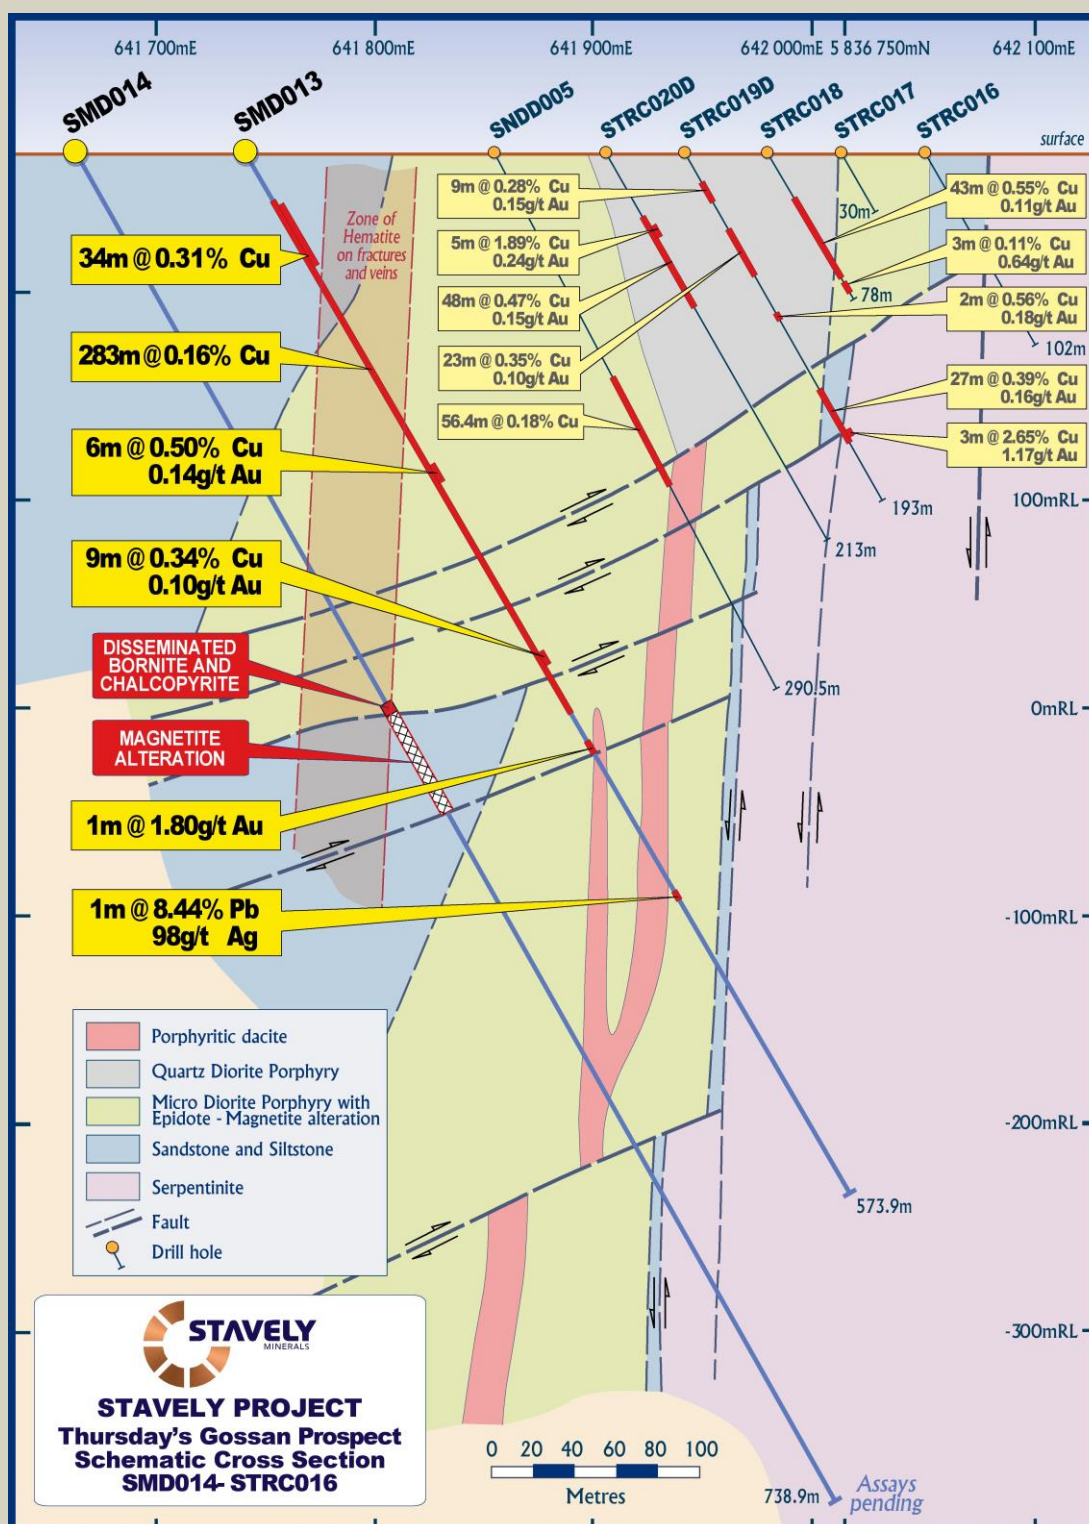 641 700mE
641 800mE
641 900mE
642 000mE 5 836 750mN
642 100mE
SMD014
SMD013
SNDD005
STRC020D
STRC019D
STRC018
STRC017
STRC016
surface
Zone of
Hematite
on fractures
and veins
34m @ 0.31% Cu
283m @ 0.16% Cu
6m @ 0.50% Cu
0.14g/t Au
9m @ 0.34% Cu
0.10g/t Au
DISSEMINATED
BORNITE AND
CHALCOPYRITE
MAGNETITE
ALTERATION
1m @ 1.80g/t Au
1m @ 8.44% Pb
98g/t Ag
9m @ 0.28% Cu
0.15g/t Au
5m @ 1.89% Cu
0.24g/t Au
48m @ 0.47% Cu
0.15g/t Au
23m @ 0.35% Cu
0.10g/t Au
56.4m @ 0.18% Cu
43m @ 0.55% Cu
0.11g/t Au
3m @ 0.11% Cu
0.64g/t Au
2m @ 0.56% Cu
0.18g/t Au
27m @ 0.39% Cu
0.16g/t Au
3m @ 2.65% Cu
1.17g/t Au
30m
78m
102m
193m
213m
290.5m
573.9m
738.9m
Assays
pending
100mRL
0mRL
-100mRL
-200mRL
-300mRL
Porphyritic dacite
Quartz Diorite Porphyry
Micro Diorite Porphyry with
Epidote - Magnetite alteration
Sandstone and Siltstone
Serpentinite
Fault
Drill hole
STAVELY
MINERALS
STAVELY PROJECT
Thursday's Gossan Prospect
Schematic Cross Section
SMD014- STRC016
0 20 40 60 80 100
Metres